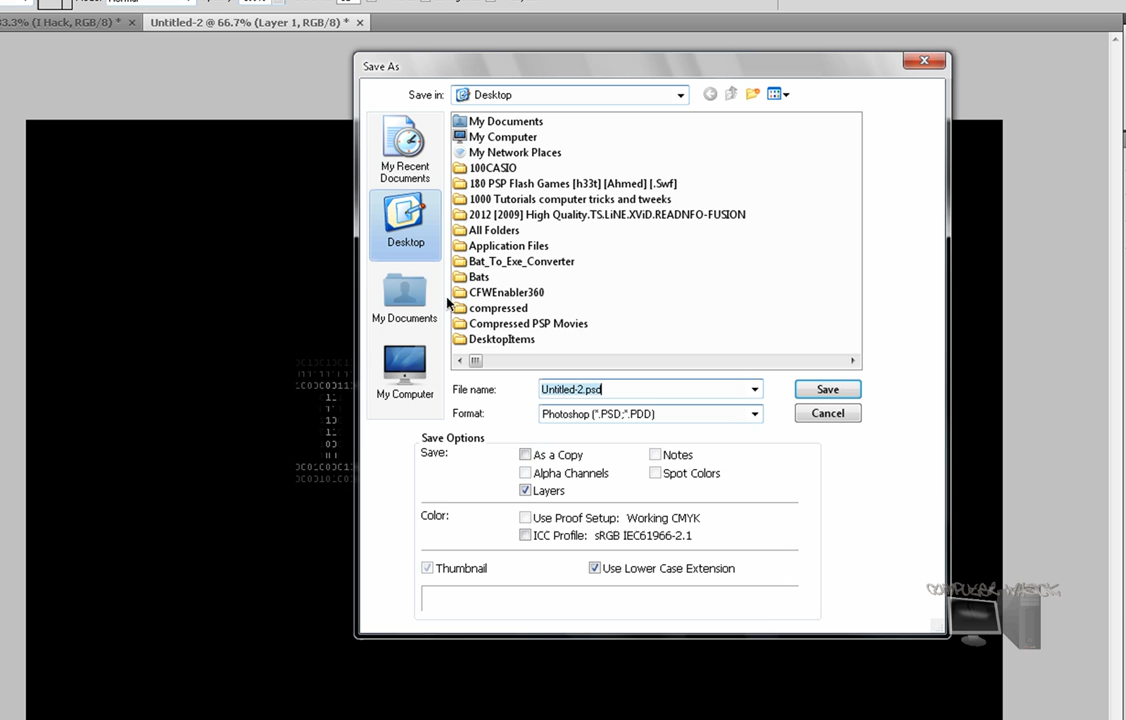 33.3% (I Hack, RGB/8) * ×
Untitled-2 @ 66.7% (Layer 1, RGB/8) * ×
Save As
Save in: Desktop
My Recent
Documents
Desktop
My Documents
My Computer
My Documents
My Computer
My Network Places
100CASIO
180 PSP Flash Games [h33t] [Ahmed] [.Swf]
1000 Tutorials computer tricks and tweeks
2012 [2009] High Quality.TS.LiNE.XViD.READNFO-FUSION
All Folders
Application Files
Bat_To_Exe_Converter
Bats
CFWEnabler360
compressed
Compressed PSP Movies
DesktopItems
File name: Untitled-2.psd
Save
Format: Photoshop (*.PSD;*.PDD)
Cancel
Save Options
Save:
As a Copy
Notes
Alpha Channels
Spot Colors
Layers
Color:
Use Proof Setup: Working CMYK
ICC Profile: sRGB IEC61966-2.1
Thumbnail
Use Lower Case Extension